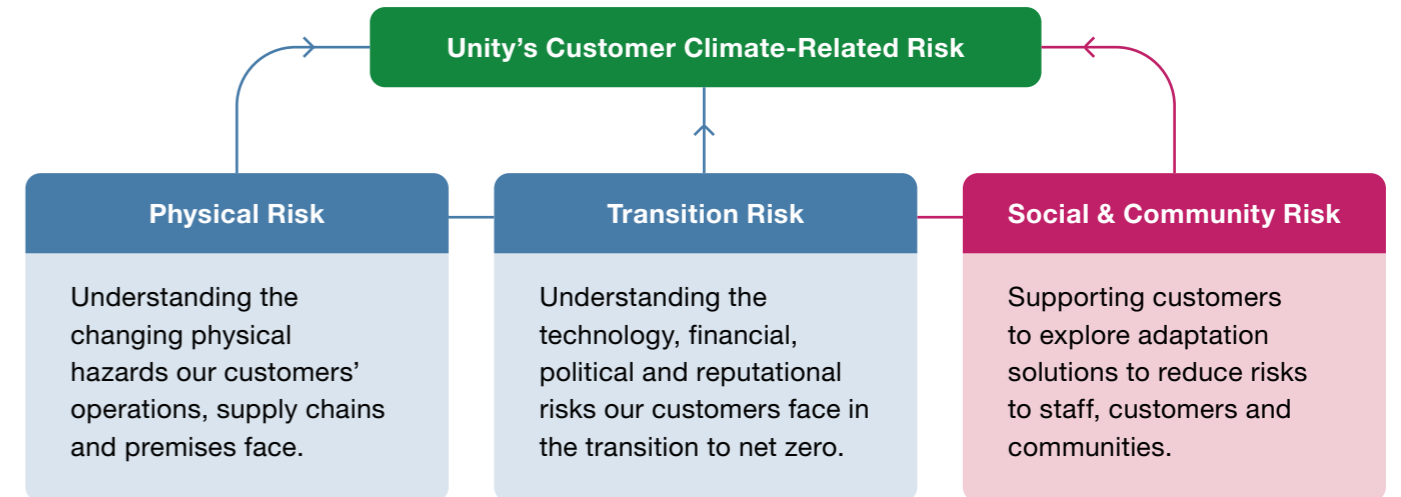 Unity’s Customer Climate-Related Risk
Physical Risk
Understanding the
changing physical
hazards our customers’
operations, supply chains
and premises face.
Transition Risk
Understanding the
technology, financial,
political and reputational
risks our customers face in
the transition to net zero.
Social & Community Risk
Supporting customers
to explore adaptation
solutions to reduce risks
to staff, customers and
communities.